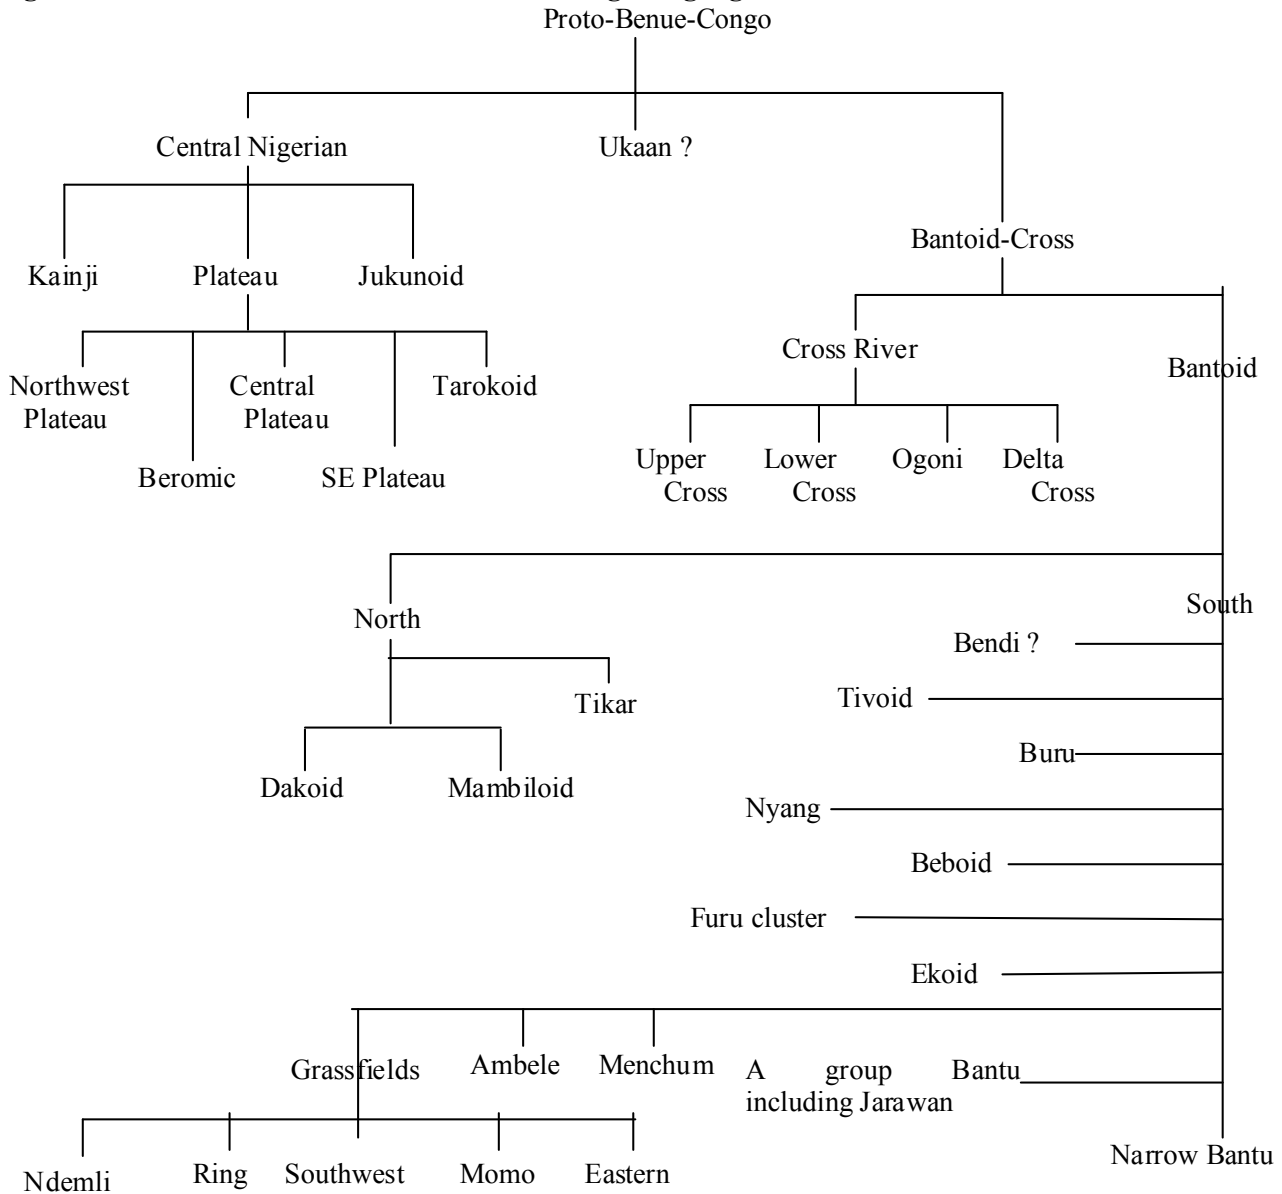 Proto-Benue-Congo
Central Nigerian
Ukaan ?
Bantoid-Cross
Kainji
Plateau
Jukunoid
Cross River
Bantoid
Northwest
Plateau
Central
Plateau
Tarokoid
Beromic
SE Plateau
Upper
Cross
Lower
Cross
Ogoni
Delta
Cross
North
South
Bendi ?
Tikar
Tivoid
Buru
Dakoid
Mambiloid
Nyang
Beboid
Furu cluster
Ekoid
Grassfields
Ambele
Menchum
A group Bantu
including Jarawan
Ndemli
Ring
Southwest
Momo
Eastern
Narrow Bantu